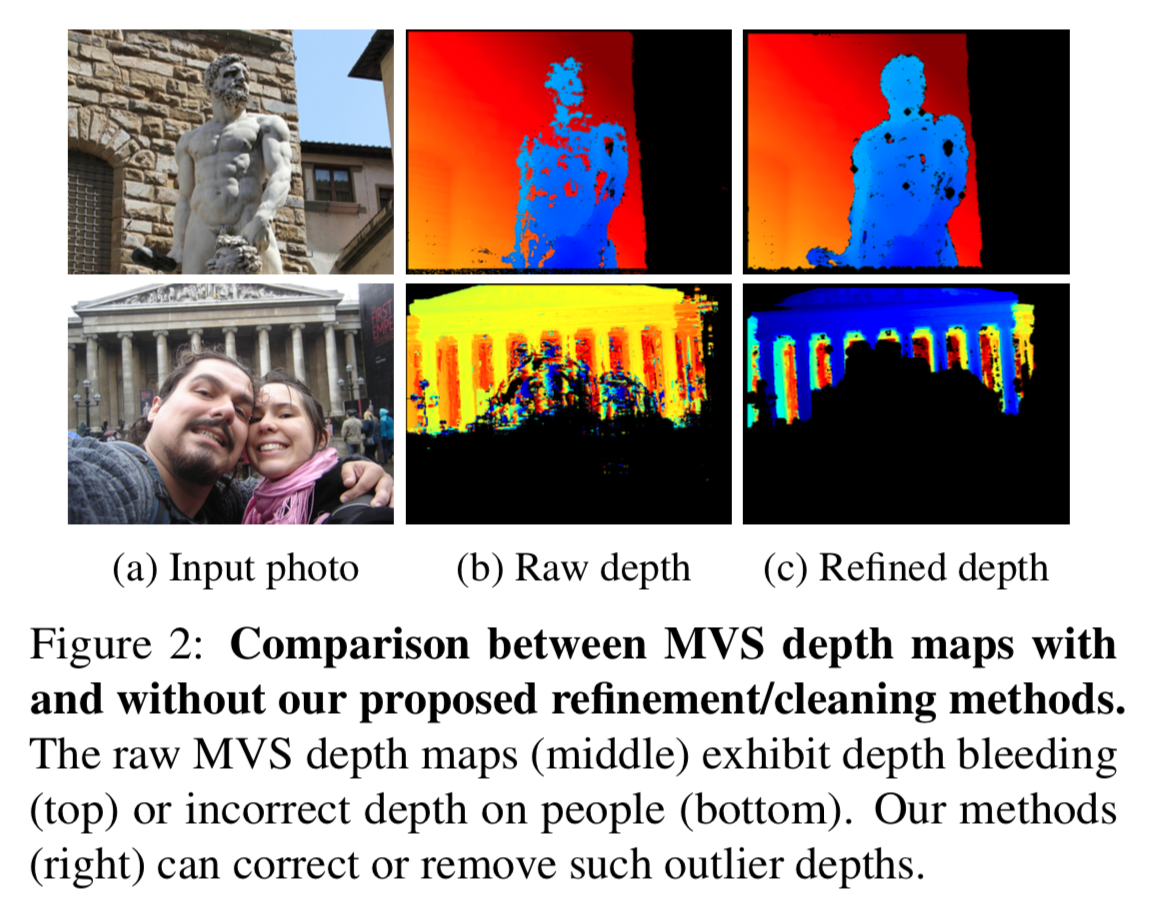 FIRST
EMPE
(a) Input photo
(b) Raw depth
(c) Refined depth
Figure 2: Comparison between MVS depth maps with
and without our proposed refinement/cleaning methods.
The raw MVS depth maps (middle) exhibit depth bleeding
(top) or incorrect depth on people (bottom). Our methods
(right) can correct or remove such outlier depths.